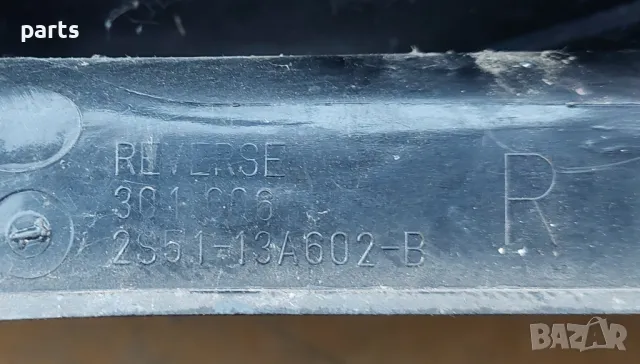 parts
REVERSE
301 006
2S51-13A602-B
R
BAZAR